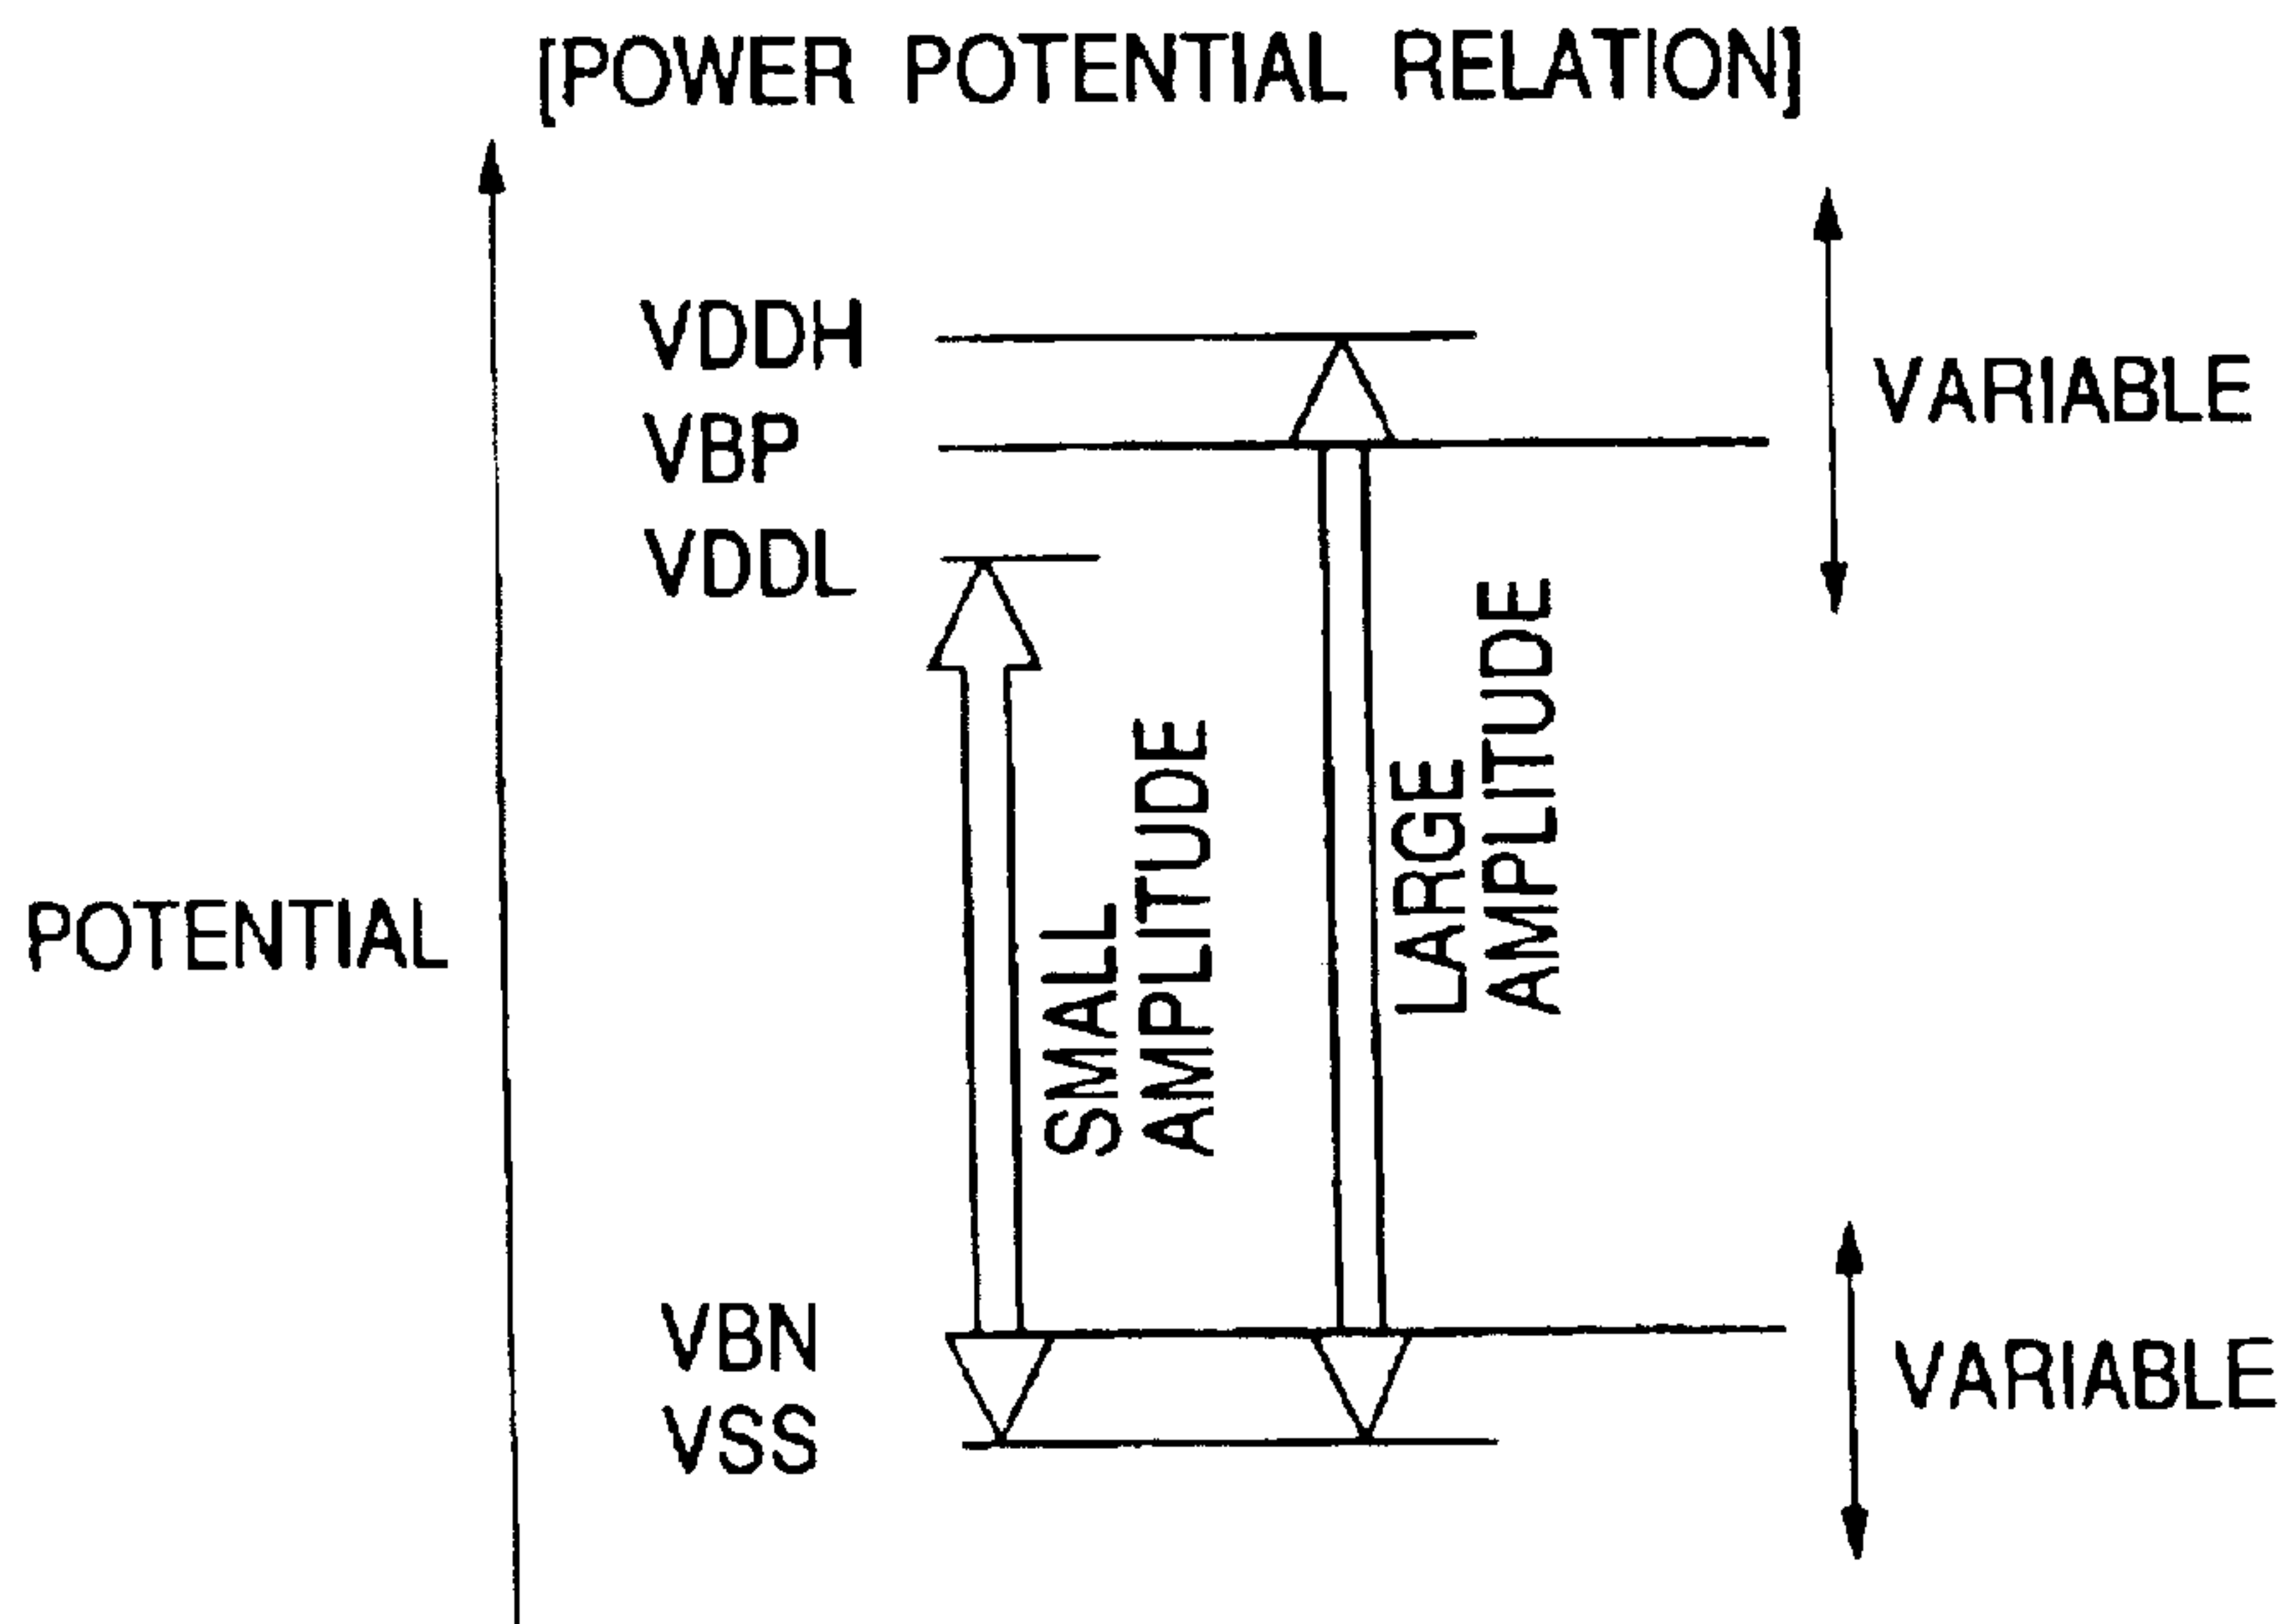 [POWER POTENTIAL RELATION]
VDDH
VBP
VDDL
VARIABLE
POTENTIAL
SMALL
AMPLITUDE
LARGE
AMPLITUDE
VBN
VSS
VARIABLE